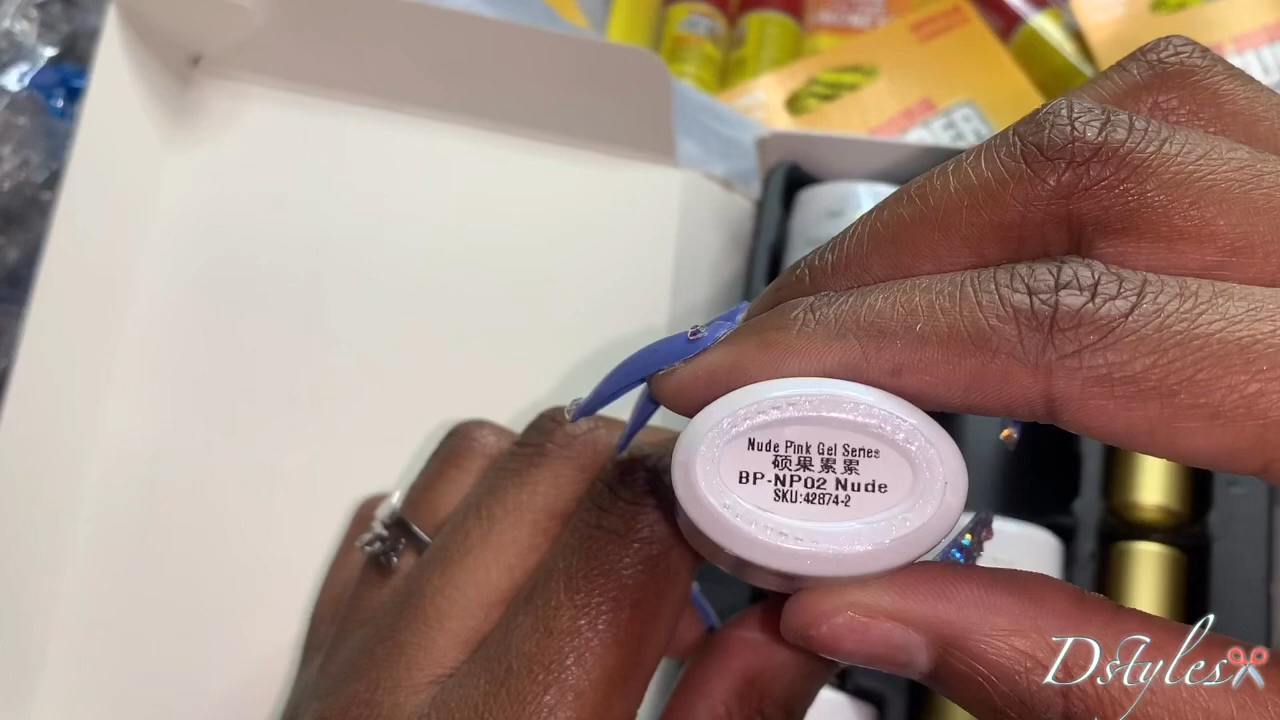 Nude Pink Gel Series
硕果累累
BP-NP02 Nude
SKU:42874-2
Dstyles